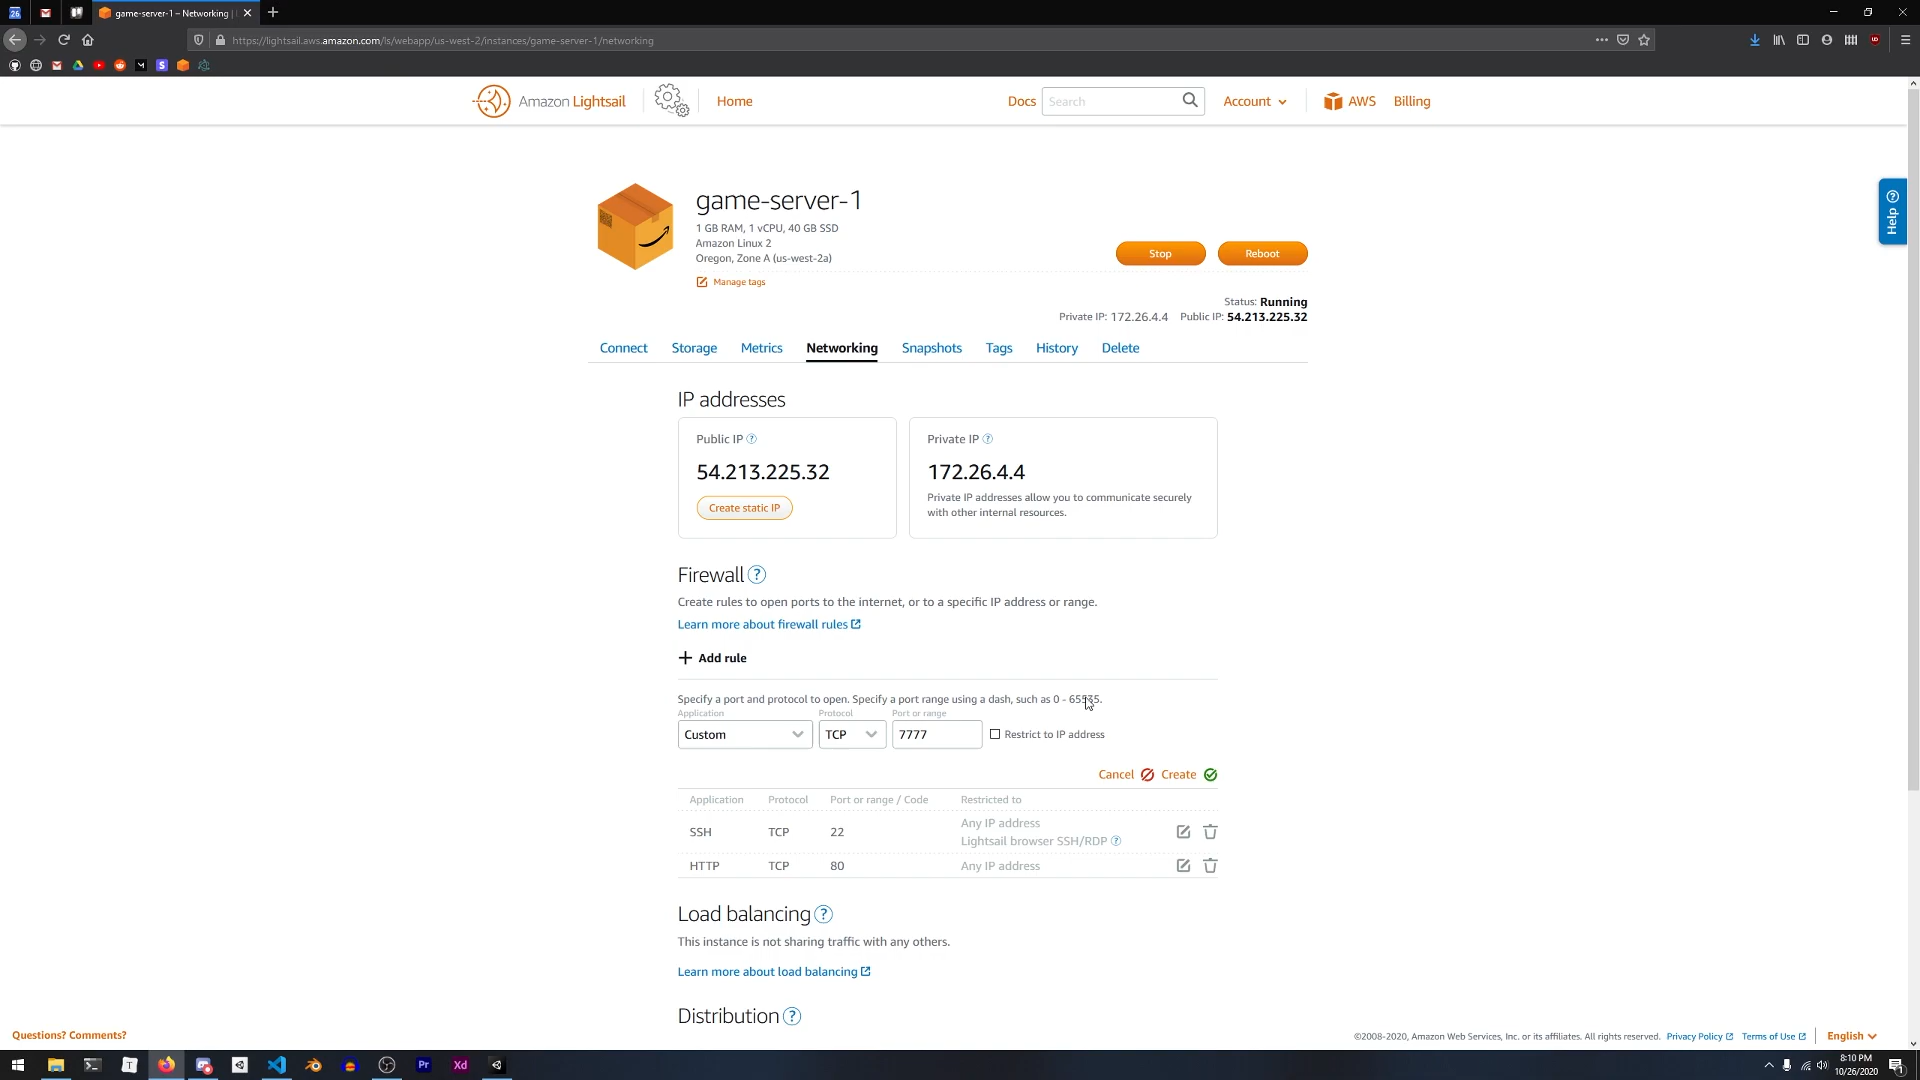 26
game-server-1 – Networking |
https://lightsail.aws.amazon.com/ls/webapp/us-west-2/instances/game-server-1/networking
Amazon Lightsail
Home
Docs
Search
Account
AWS
Billing
Help
game-server-1
1 GB RAM, 1 vCPU, 40 GB SSD
Amazon Linux 2
Oregon, Zone A (us-west-2a)
Stop
Reboot
Manage tags
Status: Running
Private IP: 172.26.4.4 Public IP: 54.213.225.32
Connect Storage Metrics Networking Snapshots Tags History Delete
IP addresses
Public IP ?
54.213.225.32
Create static IP
Private IP ?
172.26.4.4
Private IP addresses allow you to communicate securely
with other internal resources.
Firewall ?
Create rules to open ports to the internet, or to a specific IP address or range.
Learn more about firewall rules
+ Add rule
Specify a port and protocol to open. Specify a port range using a dash, such as 0 - 65535.
Application Protocol Port or range
Custom TCP 7777 Restrict to IP address
Cancel Create
Application Protocol Port or range / Code Restricted to
SSH TCP 22 Any IP address
Lightsail browser SSH/RDP ?
HTTP TCP 80 Any IP address
Load balancing ?
This instance is not sharing traffic with any others.
Learn more about load balancing
Distribution ?
Questions? Comments?
©2008-2020, Amazon Web Services, Inc. or its affiliates. All rights reserved. Privacy Policy Terms of Use English
T
Pr
Xd
8:10 PM
10/26/2020